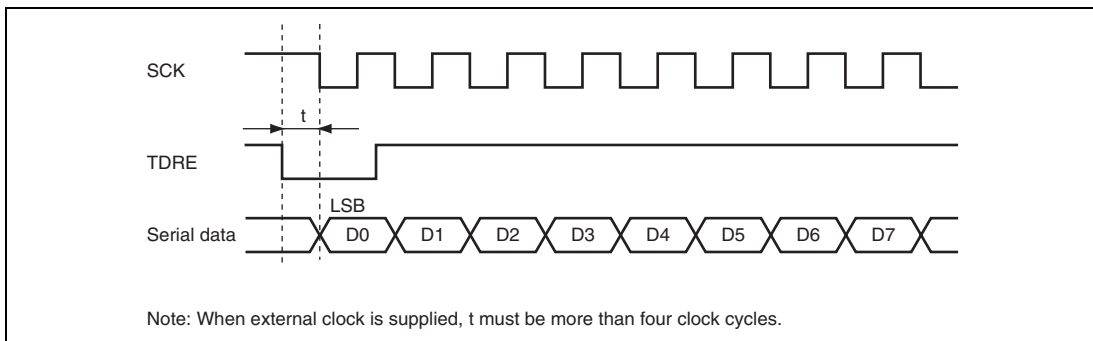 SCK
t
TDRE
LSB
Serial data D0 D1 D2 D3 D4 D5 D6 D7
Note: When external clock is supplied, t must be more than four clock cycles.